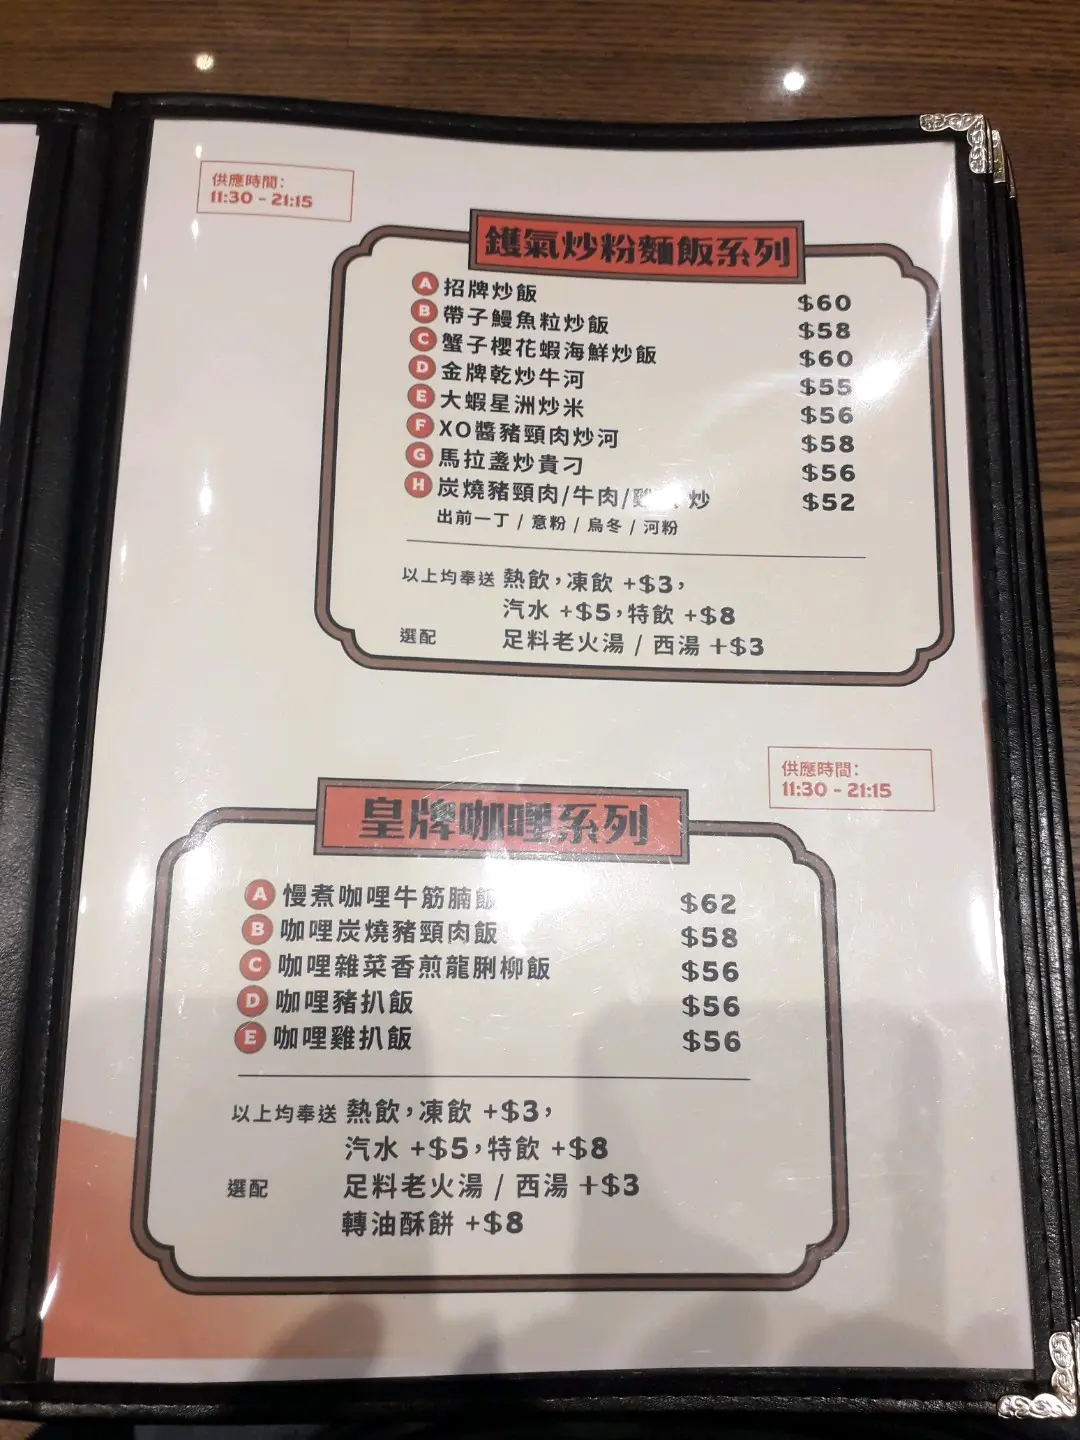 供應時間：
11:30 - 21:15
鑊氣炒粉麵飯系列
A 招牌炒飯 $60
B 帶子鰻魚粒炒飯 $58
C 蟹子櫻花蝦海鮮炒飯 $60
D 金牌乾炒牛河 $55
E 大蝦星洲炒米 $56
F XO醬豬頸肉炒河 $58
G 馬拉盞炒貴刁 $56
H 炭燒豬頸肉/牛肉/雞 炒 $52
出前一丁 / 意粉 / 烏冬 / 河粉
以上均奉送 熱飲，凍飲 +$3，
汽水 +$5，特飲 +$8
選配 足料老火湯 / 西湯 +$3
供應時間：
11:30 - 21:15
皇牌咖哩系列
A 慢煮咖哩牛筋腩飯 $62
B 咖哩炭燒豬頸肉飯 $58
C 咖哩雜菜香煎龍脷柳飯 $56
D 咖哩豬扒飯 $56
E 咖哩雞扒飯 $56
以上均奉送 熱飲，凍飲 +$3，
汽水 +$5，特飲 +$8
選配 足料老火湯 / 西湯 +$3
轉油酥餅 +$8